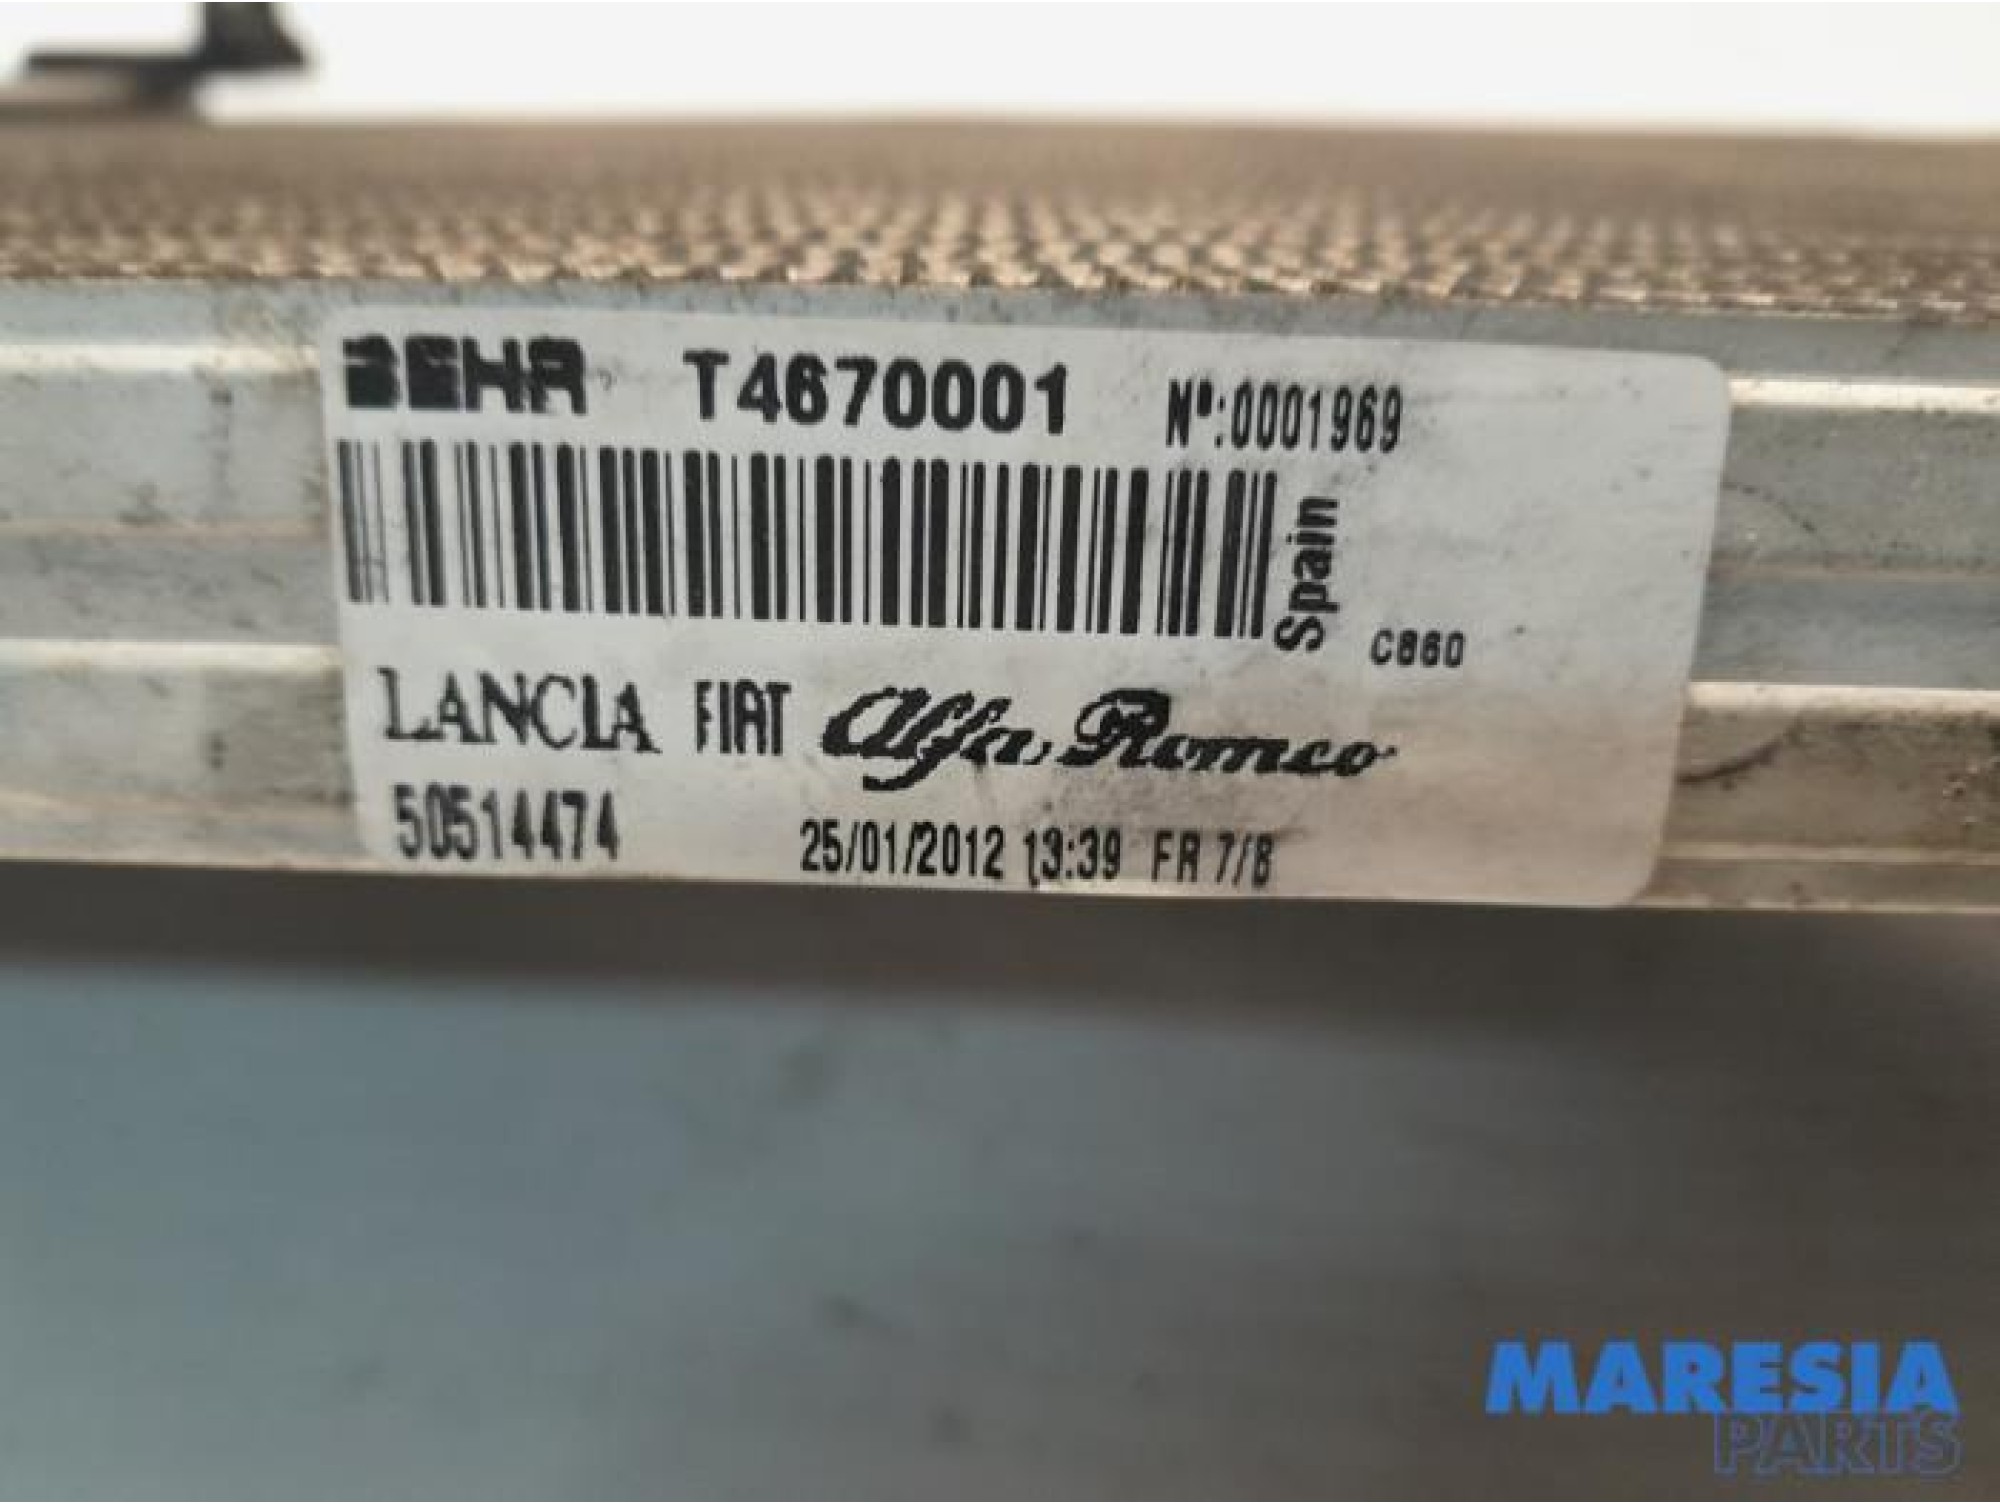 BEHR T4670001 Nº:0001969
Spain
C860
LANCIA FIAT Alfa Romeo
50514474 25/01/2012 13:39 FR 7/8
MARESIA
PARTS